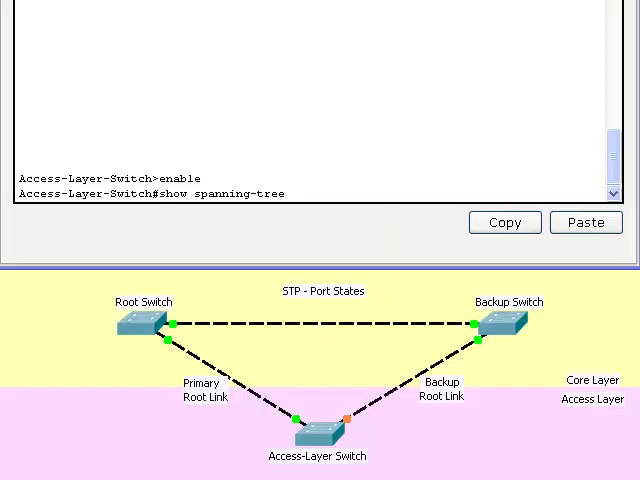 Access-Layer-Switch>enable
Access-Layer-Switch#show spanning-tree
Copy
Paste
STP - Port States
Root Switch
Backup Switch
Primary
Root Link
Backup
Root Link
Core Layer
Access Layer
Access-Layer Switch